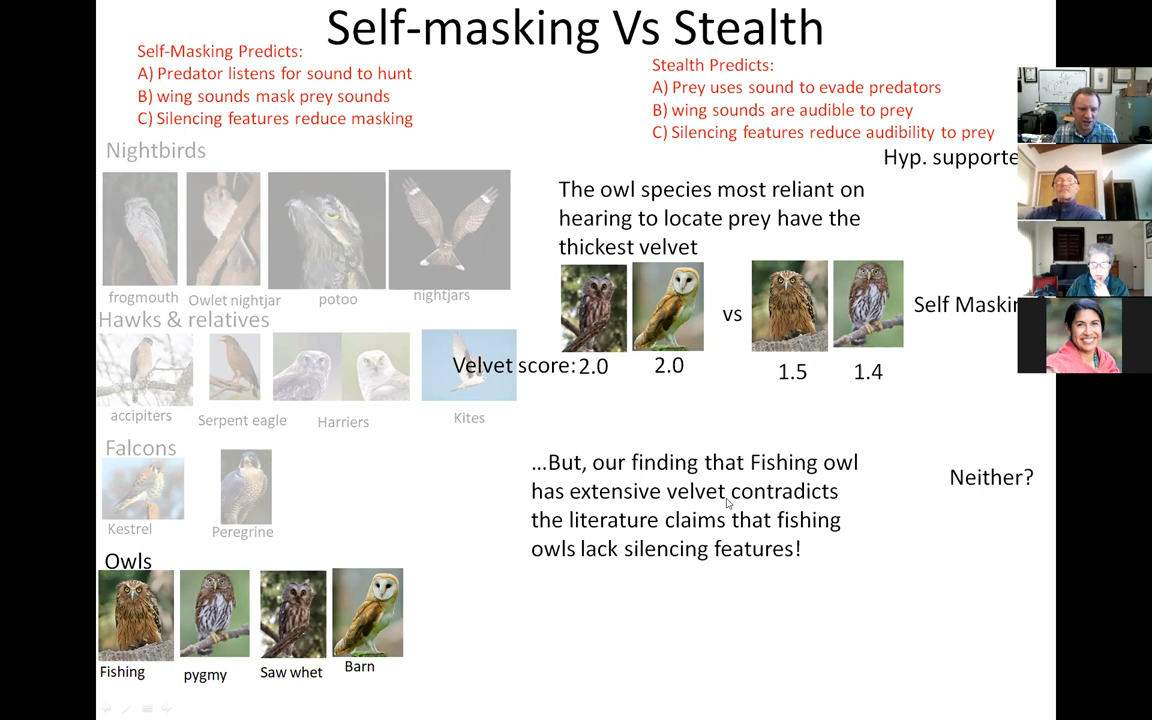 Self-masking Vs Stealth
Self-Masking Predicts:
A) Predator listens for sound to hunt
B) wing sounds mask prey sounds
C) Silencing features reduce masking
Stealth Predicts:
A) Prey uses sound to evade predators
B) wing sounds are audible to prey
C) Silencing features reduce audibility to prey
Hyp. supporte
Nightbirds
frogmouth
Owlet nightjar
potoo
nightjars
The owl species most reliant on
hearing to locate prey have the
thickest velvet
vs
Self Maskin
Velvet score: 2.0
2.0
1.5
1.4
Hawks & relatives
accipiters
Serpent eagle
Harriers
Kites
Falcons
Kestrel
Peregrine
...But, our finding that Fishing owl
has extensive velvet contradicts
the literature claims that fishing
owls lack silencing features!
Neither?
Owls
Fishing
pygmy
Saw whet
Barn